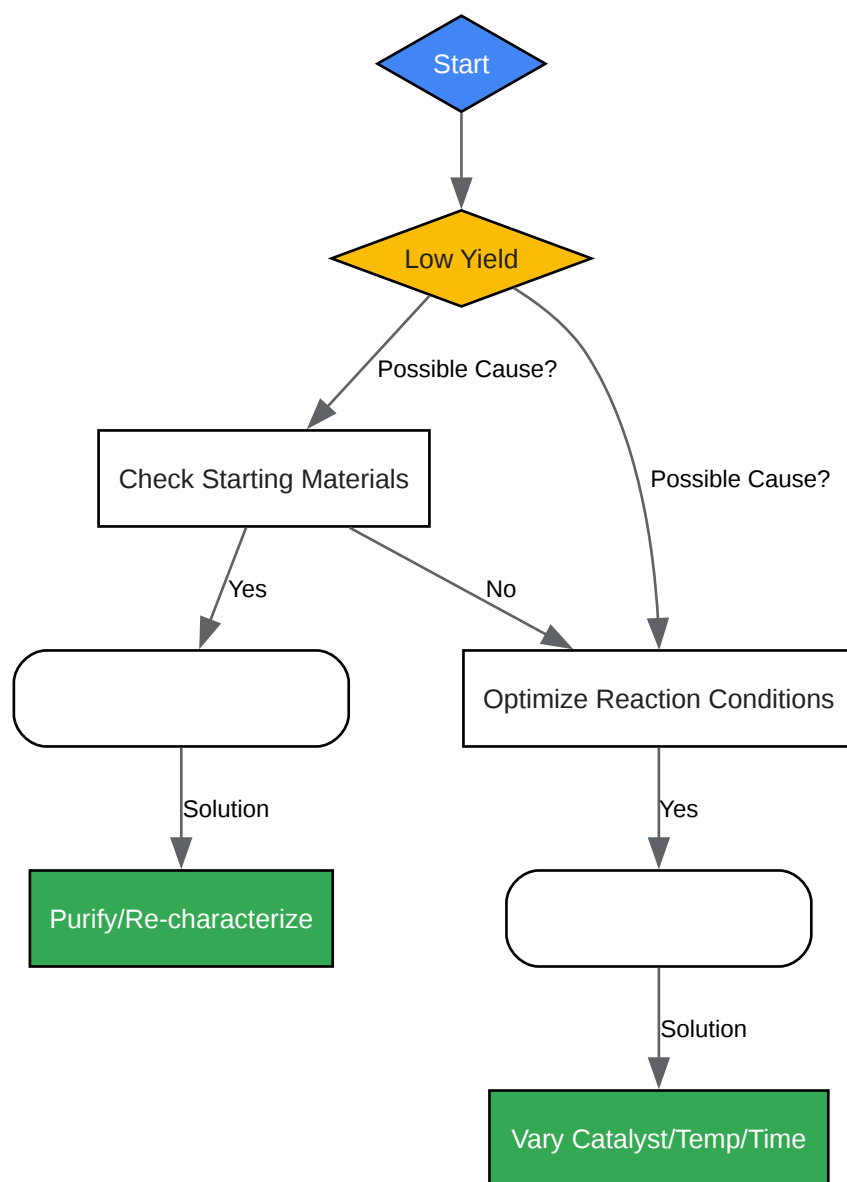 Start
Low Yield
Possible Cause?
Check Starting Materials
Possible Cause?
Yes
No
Optimize Reaction Conditions
Solution
Yes
Purify/Re-characterize
Solution
Vary Catalyst/Temp/Time